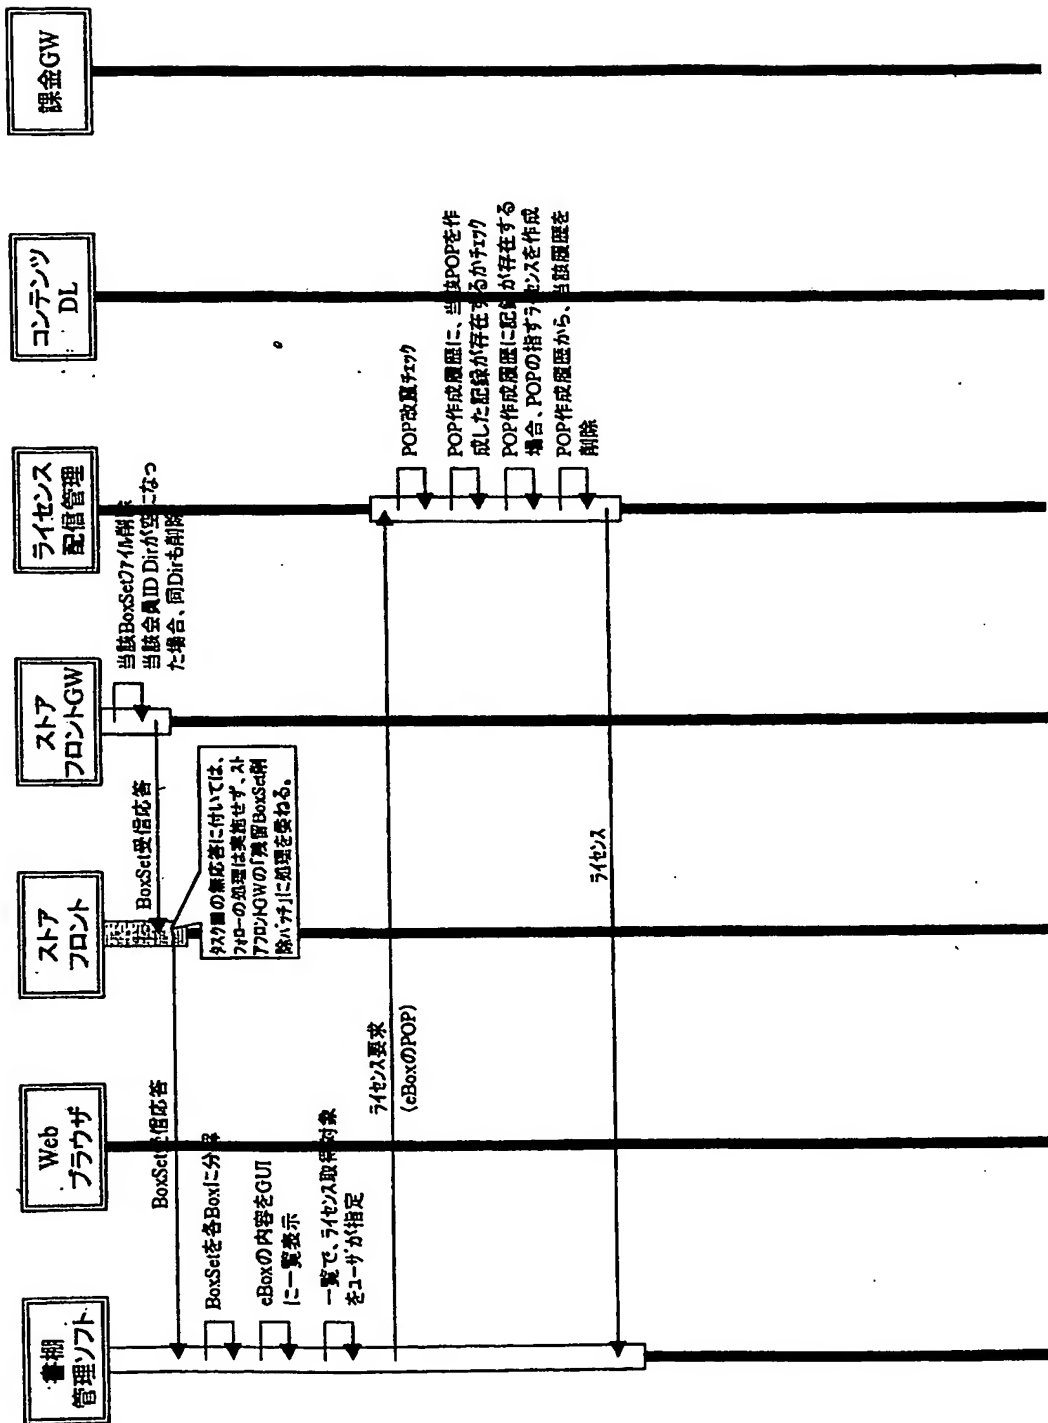 書棚
管理ソフト
Web
ブラウザ
ストア
フロント
ストア
フロントGW
ライセンス
配信管理
コンテンツ
DL
課金GW
当該BoxSetファイル削除
当該会員ID Dirが空になっ
た場合、同Dirも削除
BoxSet受信応答
BoxSet受信応答
タスク間の無応答に付いては、
フォローの処理は実施せず、スト
アフロントGWの「残留BoxSet削
除バッチ」に処理を委ねる。
BoxSetを各Boxに分解
eBoxの内容をGUI
に一覧表示
一覧で、ライセンス取得対象
をユーザが指定
ライセンス要求
(eBoxのPOP)
POP改竄チェック
POP作成履歴に、当該POPを作
成した記録が存在するかチェック
POP作成履歴に記録が存在する
場合、POPの指すライセンスを作成
POP作成履歴から、当該履歴を
削除
ライセンス